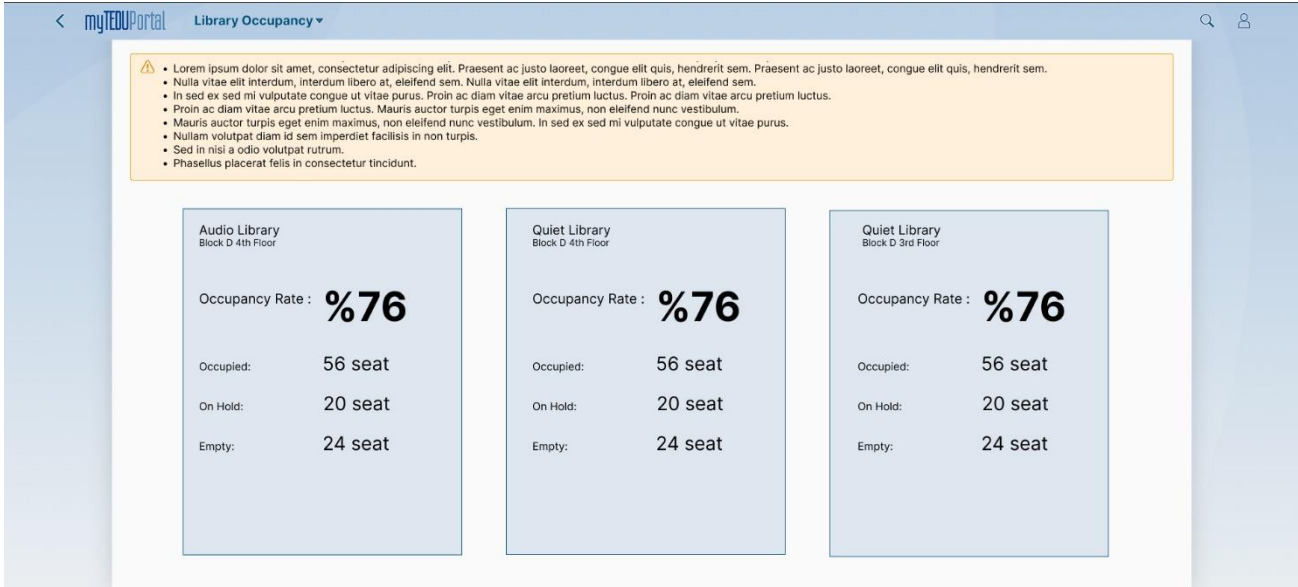 myTEDUPortal Library Occupancy
• Lorem ipsum dolor sit amet, consectetur adipiscing elit. Praesent ac justo laoreet, congue elit quis, hendrerit sem. Praesent ac justo laoreet, congue elit quis, hendrerit sem.
• Nulla vitae elit interdum, interdum libero at, eleifend sem. Nulla vitae elit interdum, interdum libero at, eleifend sem.
• In sed ex sed mi vulputate congue ut vitae purus. Proin ac diam vitae arcu pretium luctus. Proin ac diam vitae arcu pretium luctus.
• Proin ac diam vitae arcu pretium luctus. Mauris auctor turpis eget enim maximus, non eleifend nunc vestibulum.
• Mauris auctor turpis eget enim maximus, non eleifend nunc vestibulum. In sed ex sed mi vulputate congue ut vitae purus.
• Nullam volutpat diam id sem imperdiet facilisis in non turpis.
• Sed in nisi a odio volutpat rutrum.
• Phasellus placerat felis in consectetur tincidunt.
Audio Library
Block D 4th Floor
Occupancy Rate : %76
Occupied: 56 seat
On Hold: 20 seat
Empty: 24 seat
Quiet Library
Block D 4th Floor
Occupancy Rate : %76
Occupied: 56 seat
On Hold: 20 seat
Empty: 24 seat
Quiet Library
Block D 3rd Floor
Occupancy Rate : %76
Occupied: 56 seat
On Hold: 20 seat
Empty: 24 seat